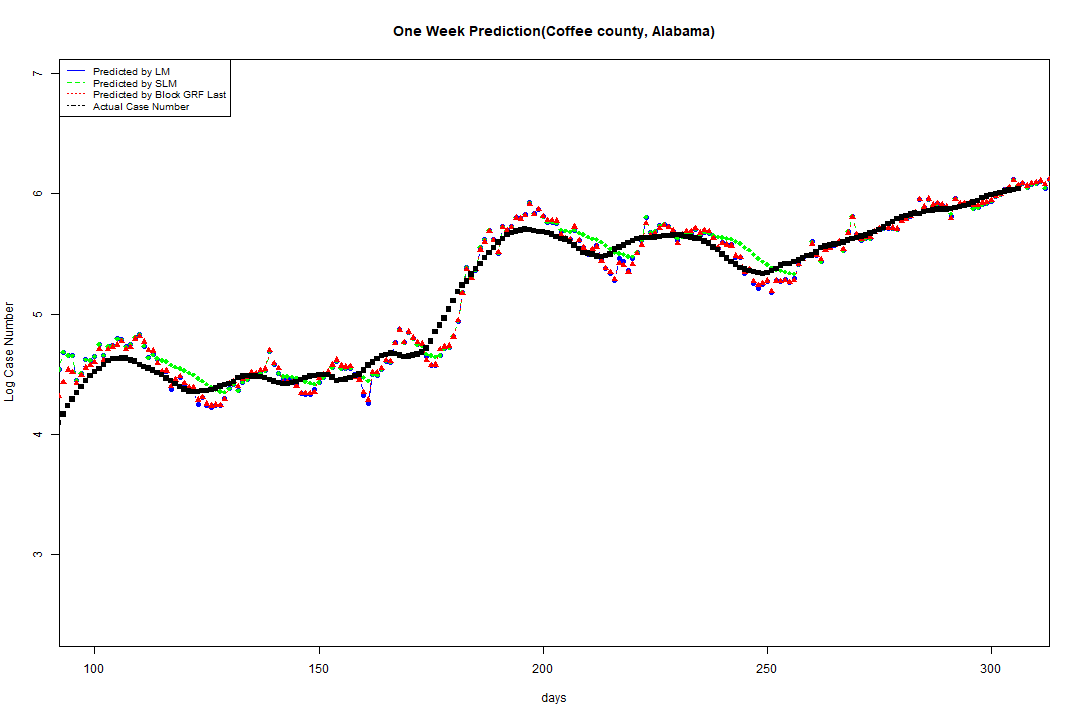 One Week Prediction(Coffee county, Alabama)
Predicted by LM
Predicted by SLM
Predicted by Block GRF Last
Actual Case Number
7
6
5
4
3
Log Case Number
100 150 200 250 300
days